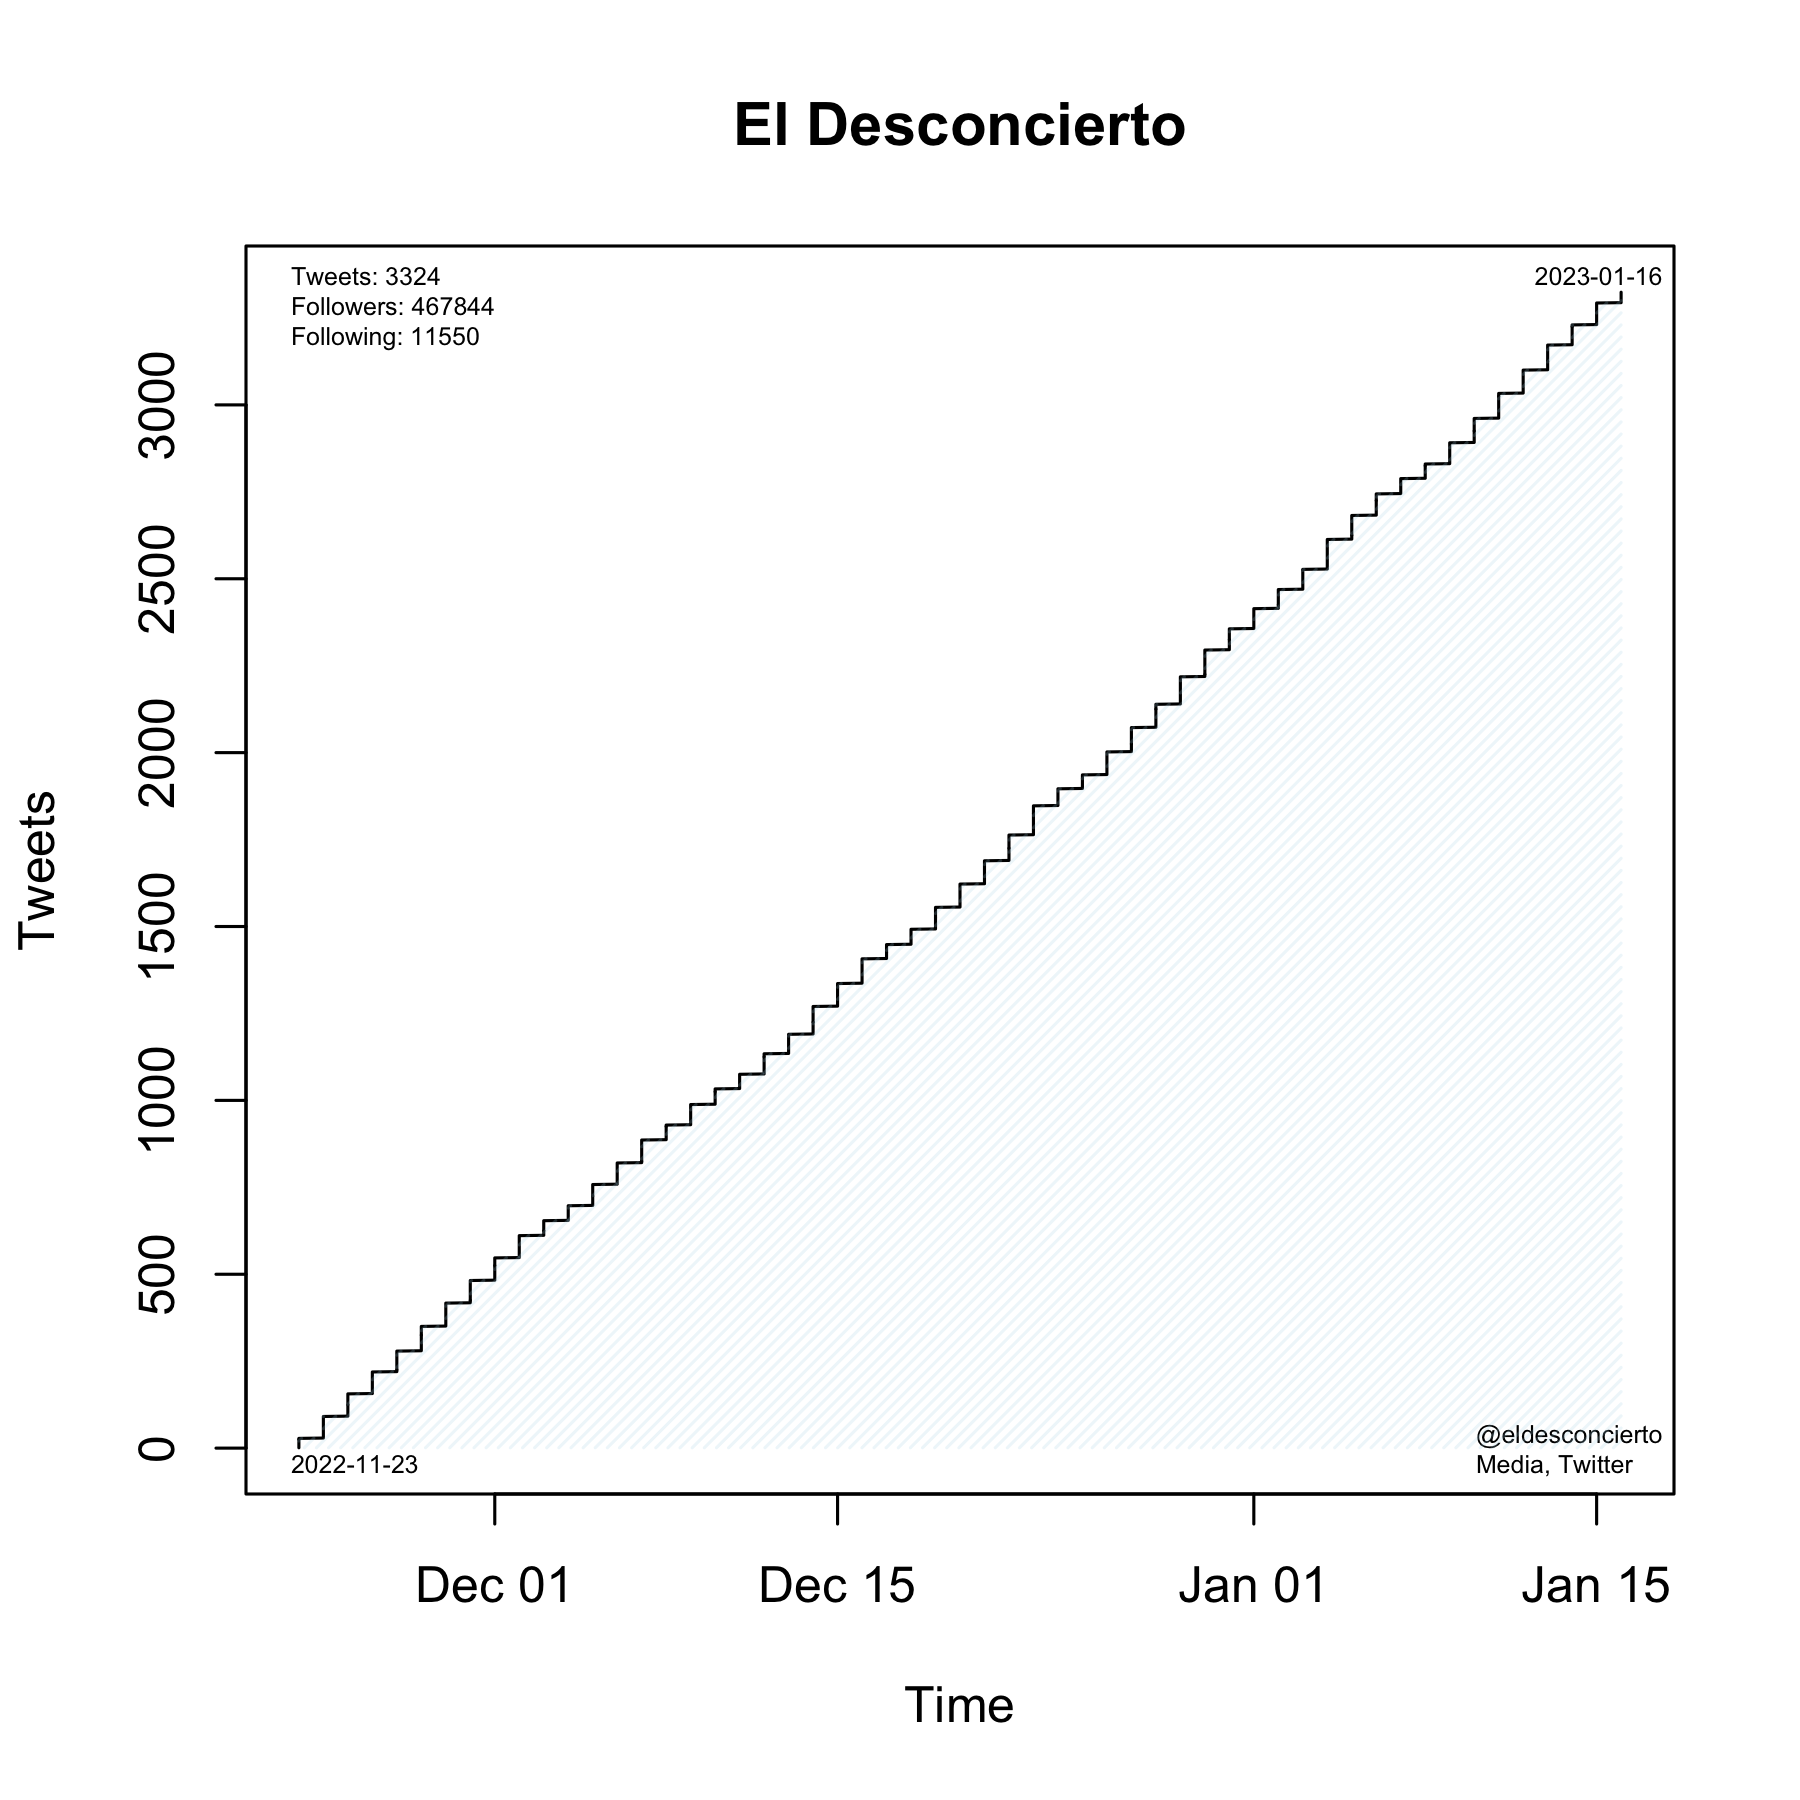 El Desconcierto
Tweets: 3324
Followers: 467844
Following: 11550
2023-01-16
3000
2500
2000
1500
1000
500
0
Tweets
@eldesconcierto
Media, Twitter
2022-11-23
Dec 01
Dec 15
Jan 01
Jan 15
Time